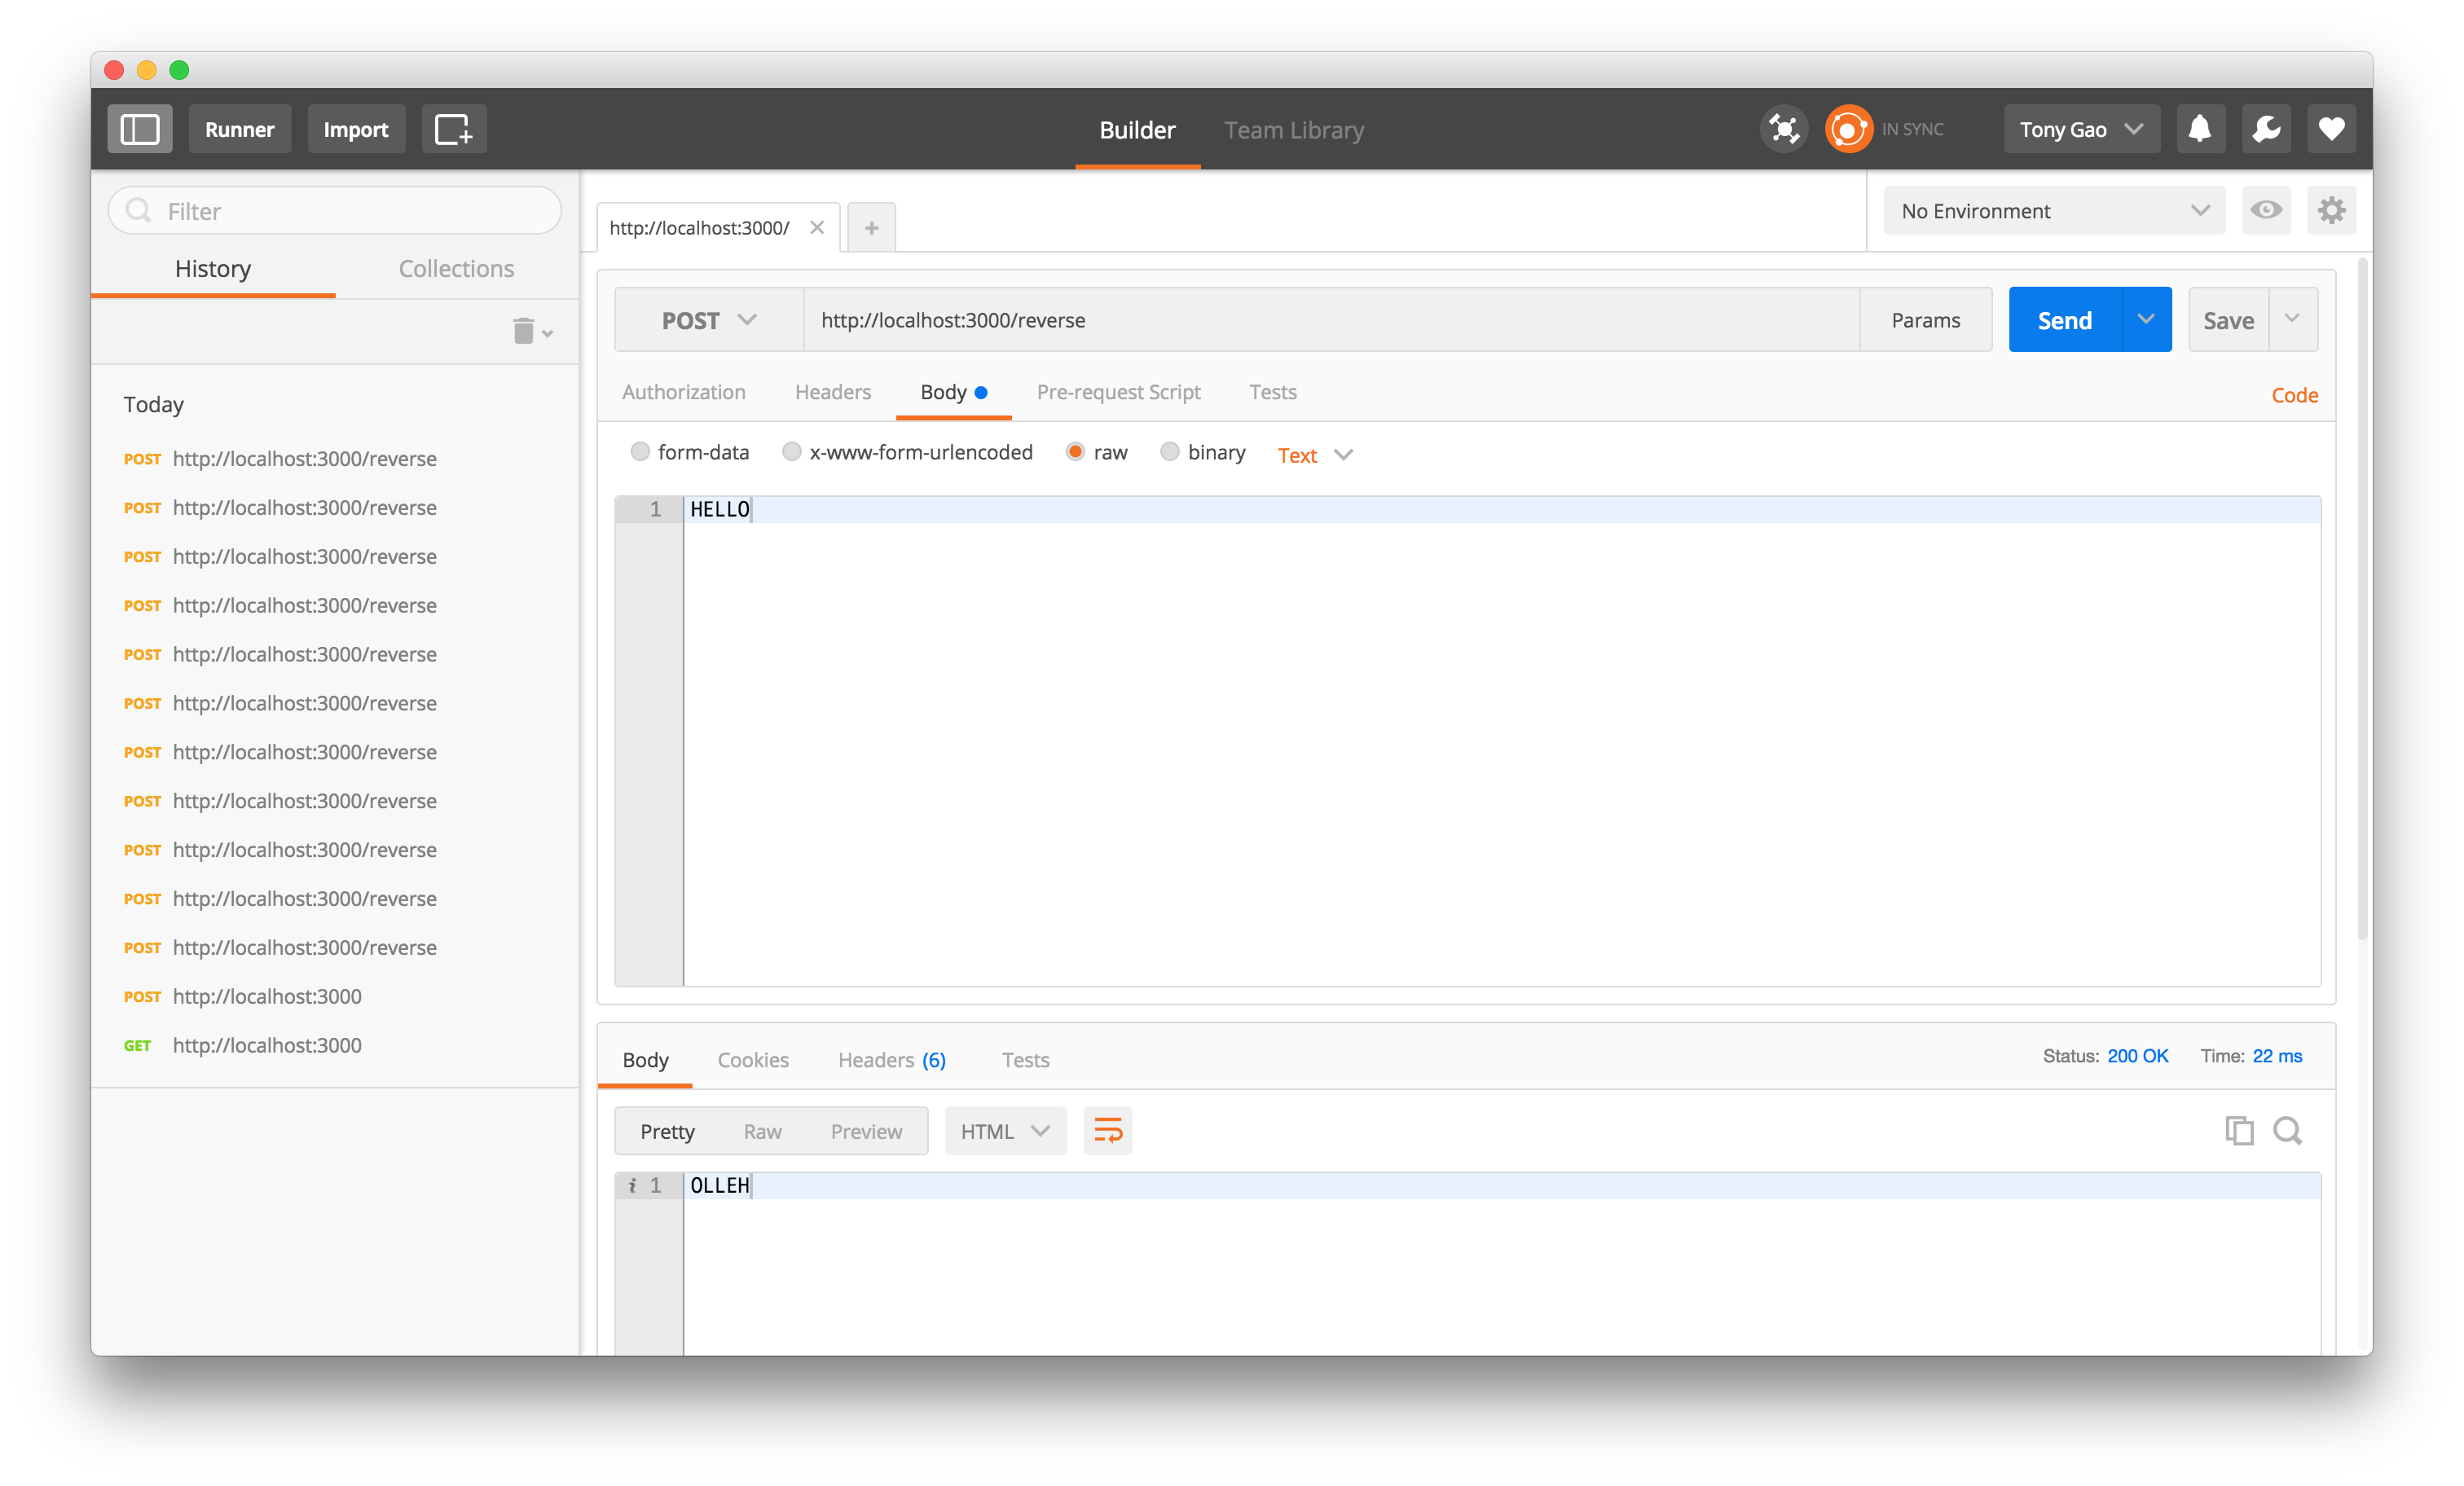 Runner Import Builder Team Library IN SYNC Tony Gao
Filter
History Collections
http://localhost:3000/ No Environment
POST http://localhost:3000/reverse Params Send Save
Authorization Headers Body Pre-request Script Tests Code
form-data x-www-form-urlencoded raw binary Text
1 HELLO
Today
POST http://localhost:3000/reverse
POST http://localhost:3000/reverse
POST http://localhost:3000/reverse
POST http://localhost:3000/reverse
POST http://localhost:3000/reverse
POST http://localhost:3000/reverse
POST http://localhost:3000/reverse
POST http://localhost:3000/reverse
POST http://localhost:3000/reverse
POST http://localhost:3000/reverse
POST http://localhost:3000/reverse
POST http://localhost:3000
GET http://localhost:3000
Body Cookies Headers (6) Tests Status: 200 OK Time: 22 ms
Pretty Raw Preview HTML
i 1 OLLEH